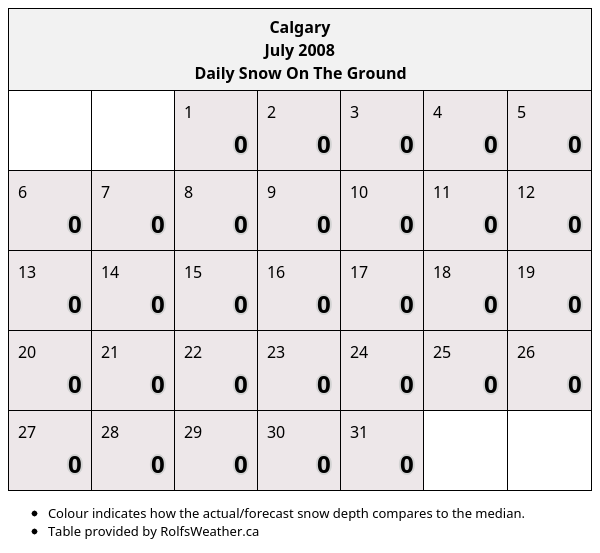 Calgary
July 2008
Daily Snow On The Ground
1 2 3 4 5
0 0 0 0 0
6 7 8 9 10 11 12
0 0 0 0 0 0 0
13 14 15 16 17 18 19
0 0 0 0 0 0 0
20 21 22 23 24 25 26
0 0 0 0 0 0 0
27 28 29 30 31
0 0 0 0 0
• Colour indicates how the actual/forecast snow depth compares to the median.
• Table provided by RolfsWeather.ca